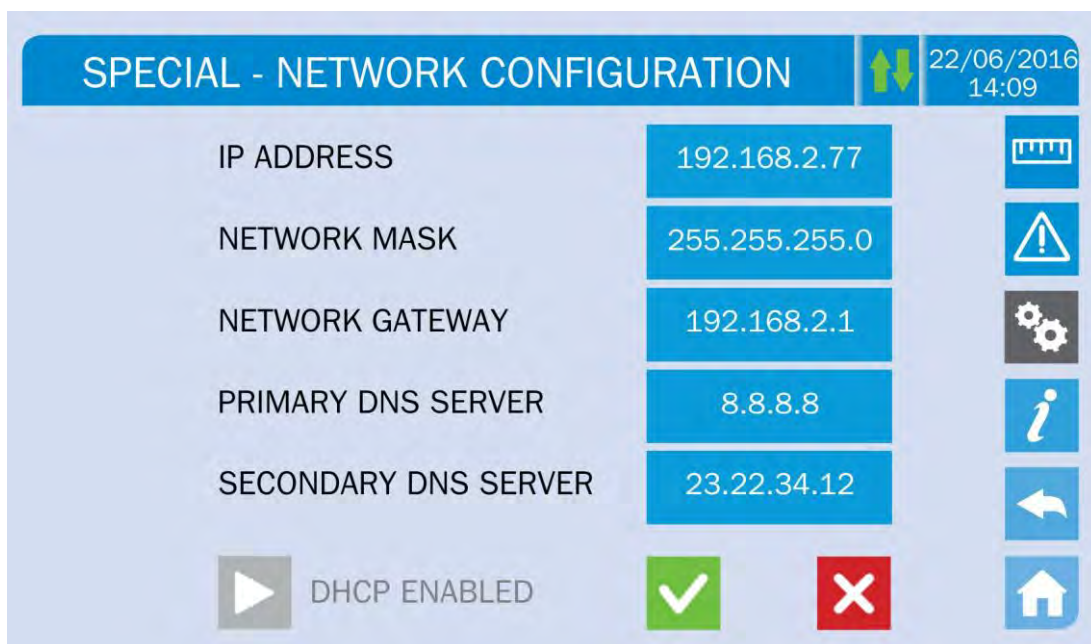 SPECIAL - NETWORK CONFIGURATION
22/06/2016
14:09
IP ADDRESS
192.168.2.77
NETWORK MASK
255.255.255.0
NETWORK GATEWAY
192.168.2.1
PRIMARY DNS SERVER
8.8.8.8
SECONDARY DNS SERVER
23.22.34.12
DHCP ENABLED